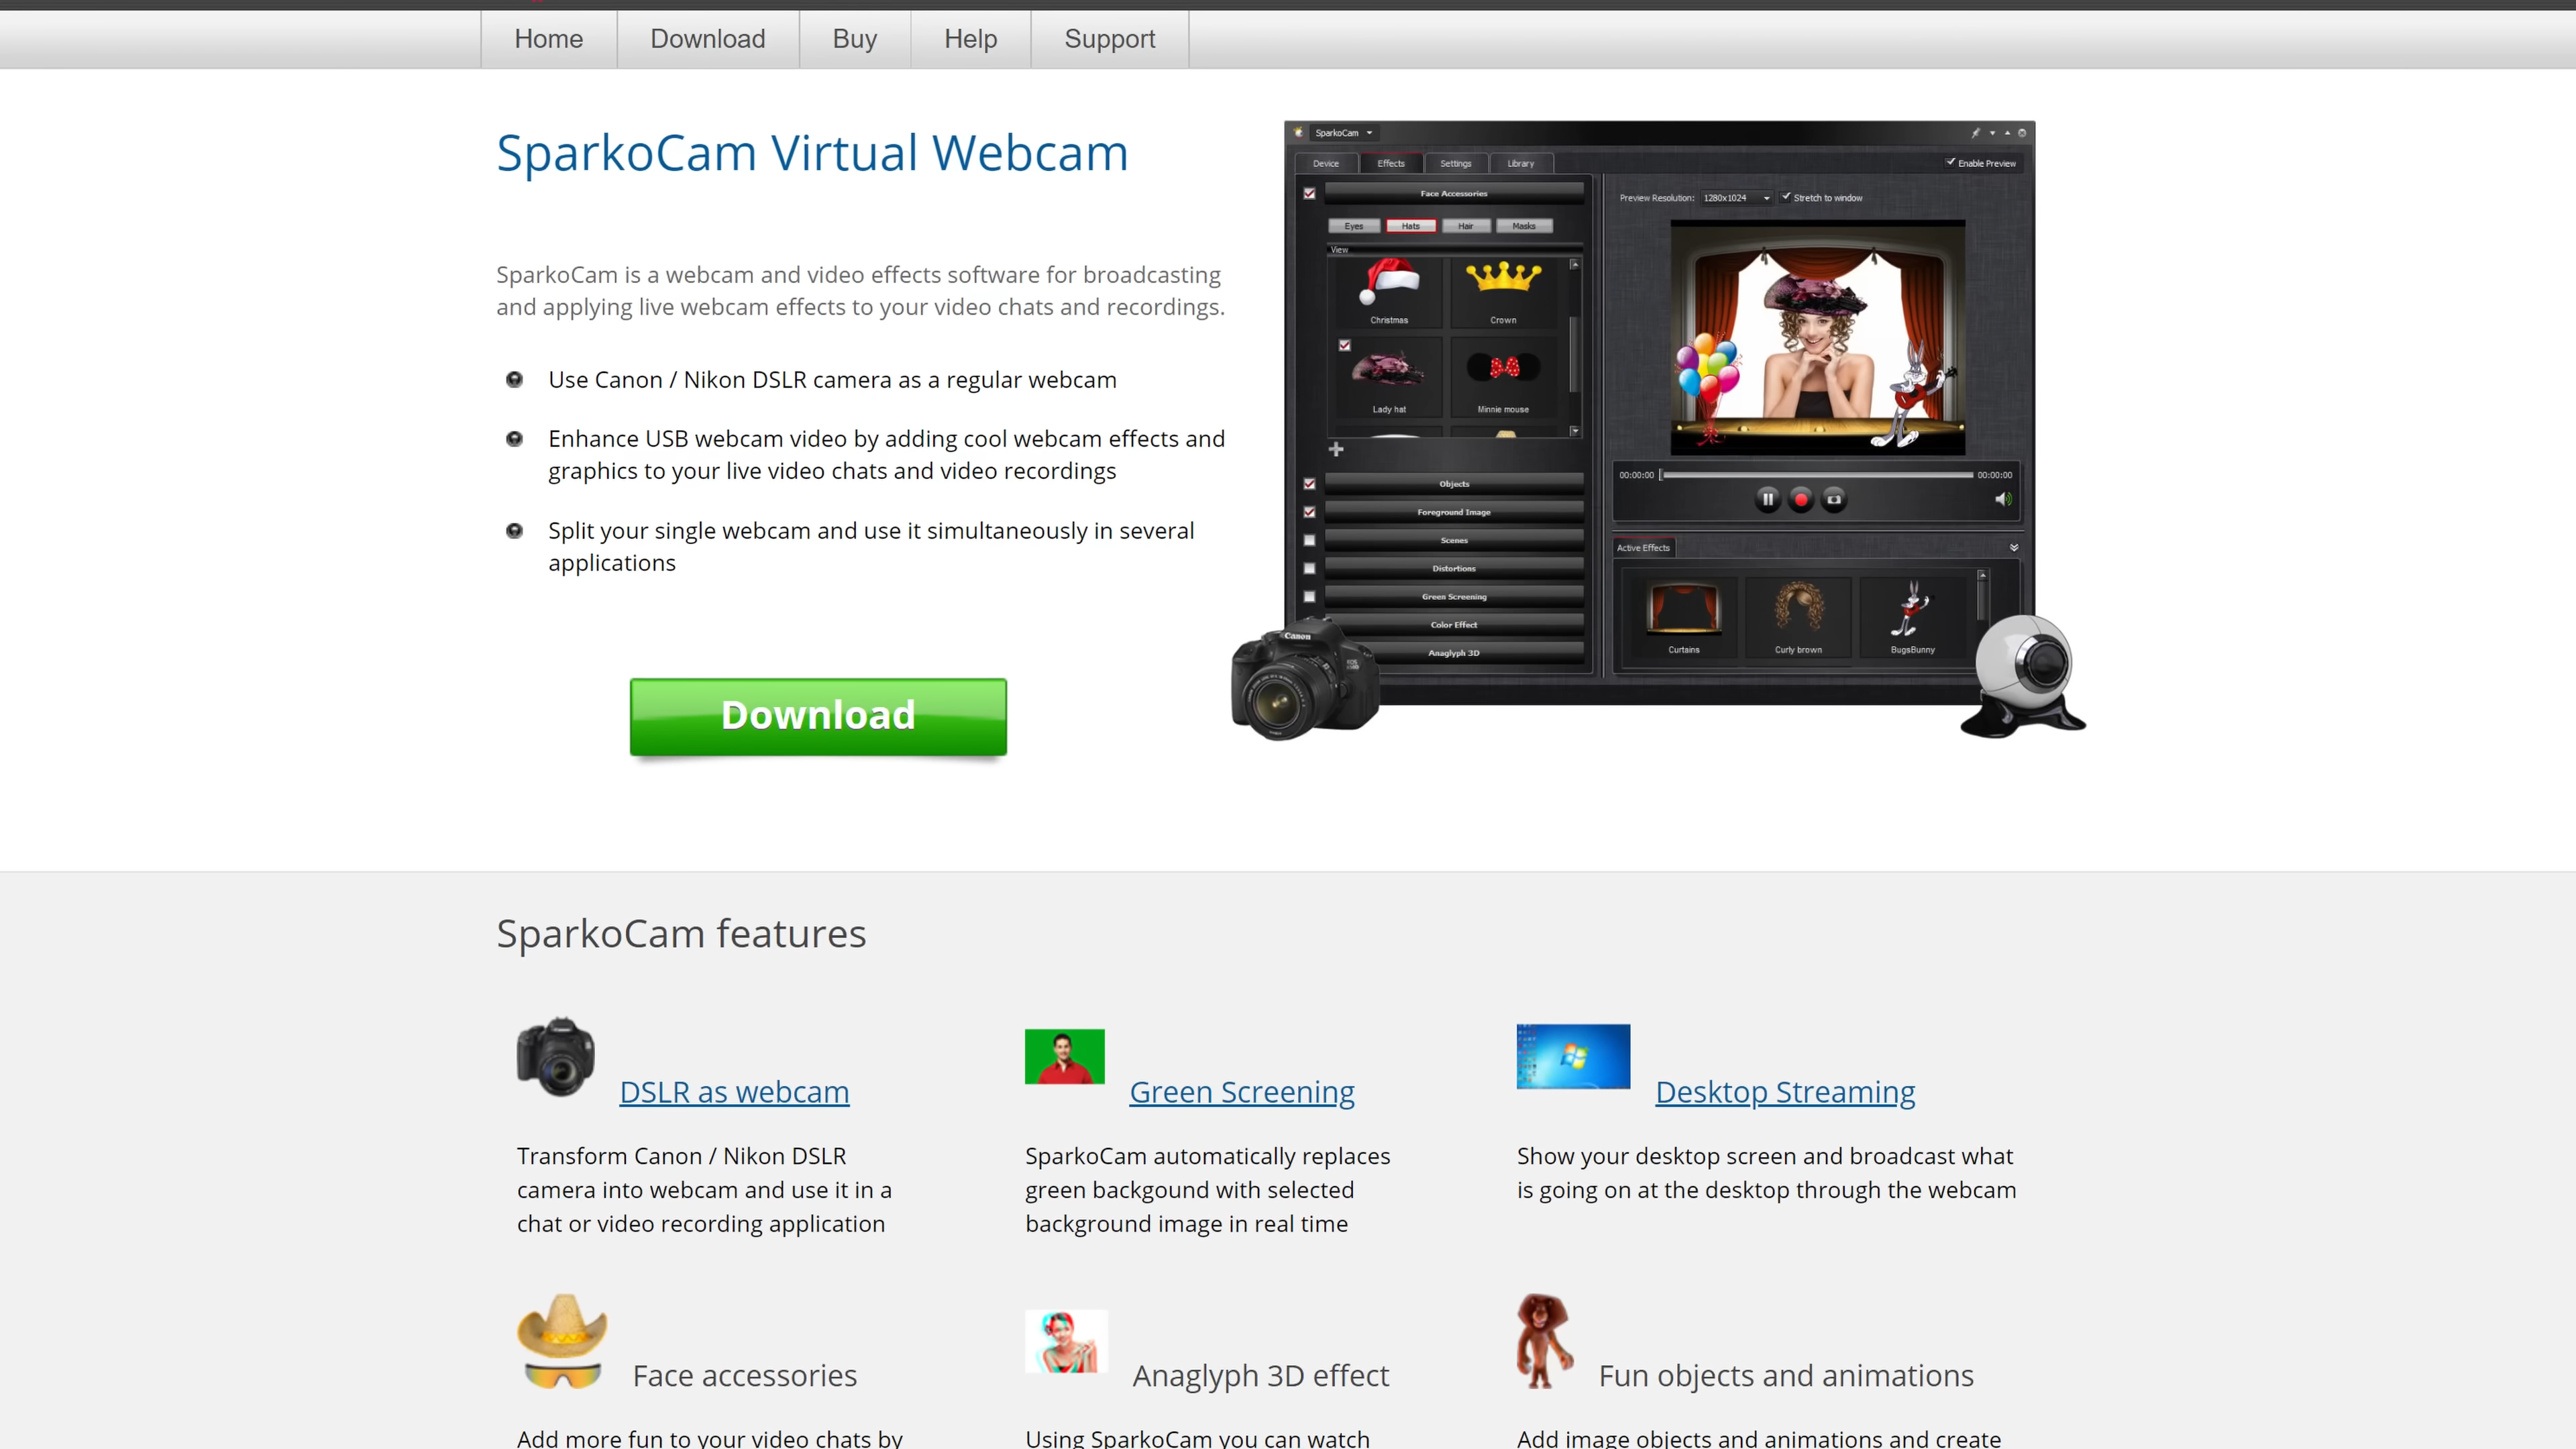 Home
Download
Buy
Help
Support
SparkoCam Virtual Webcam
SparkoCam is a webcam and video effects software for broadcasting
and applying live webcam effects to your video chats and recordings.
Use Canon / Nikon DSLR camera as a regular webcam
Enhance USB webcam video by adding cool webcam effects and
graphics to your live video chats and video recordings
Split your single webcam and use it simultaneously in several
applications
Download
SparkoCam
Device
Effects
Settings
Library
Enable Preview
Face Accessories
Eyes
Hats
Hair
Masks
View
Christmas
Crown
Lady hat
Minnie mouse
Objects
Foreground Image
Scenes
Distortions
Green Screening
Color Effect
Anaglyph 3D
Preview Resolution: 1280x1024
Stretch to window
00:00:00
00:00:00
Active Effects
Curtains
Curly brown
BugsBunny
Canon
SparkoCam features
DSLR as webcam
Transform Canon / Nikon DSLR
camera into webcam and use it in a
chat or video recording application
Green Screening
SparkoCam automatically replaces
green backgound with selected
background image in real time
Desktop Streaming
Show your desktop screen and broadcast what
is going on at the desktop through the webcam
Face accessories
Add more fun to your video chats by
Anaglyph 3D effect
Using SparkoCam you can watch
Fun objects and animations
Add image objects and animations and create